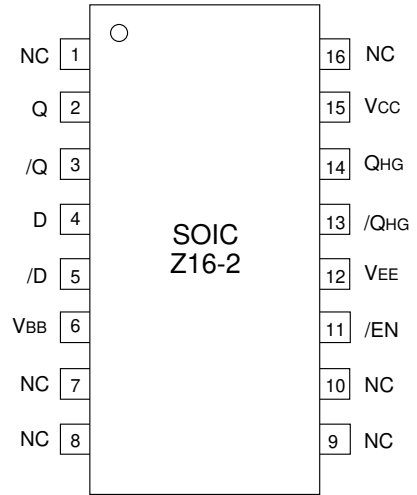 NC 1
Q 2
/Q 3
D 4
/D 5
VBB 6
NC 7
NC 8
SOIC
Z16-2
16 NC
15 VCC
14 QHG
13 /QHG
12 VEE
11 /EN
10 NC
9 NC